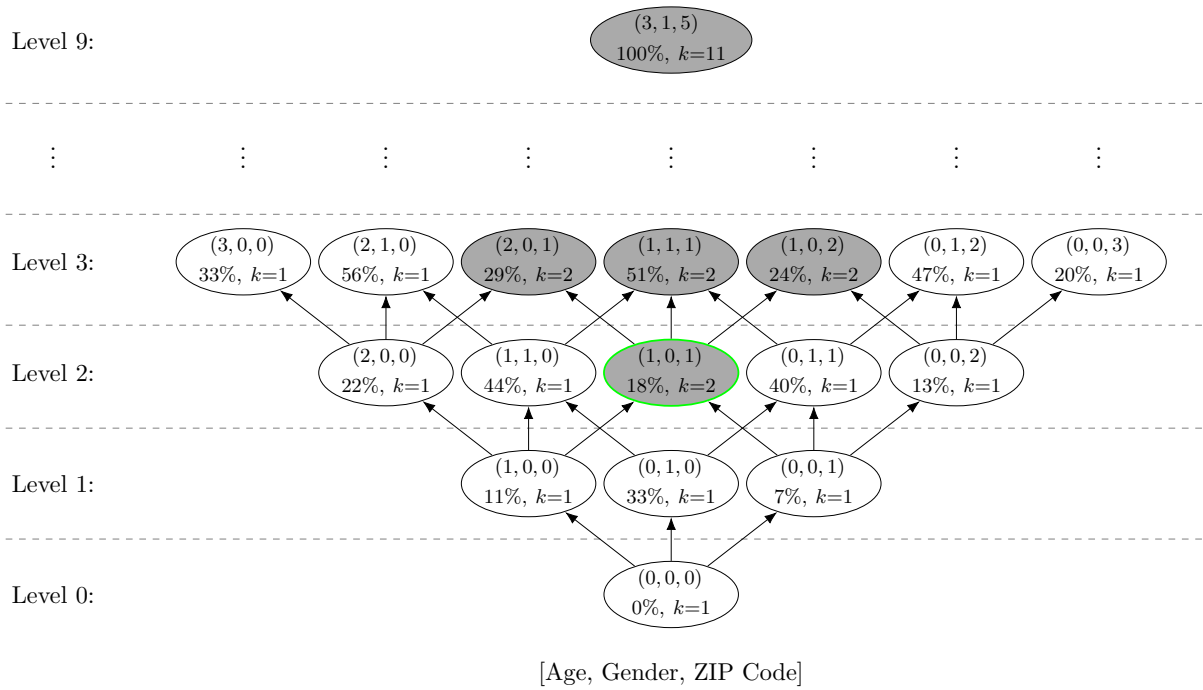 Level 9:
(3, 1, 5)
100%, k=11
Level 3:
(3, 0, 0)
33%, k=1
(2, 1, 0)
56%, k=1
(2, 0, 1)
29%, k=2
(1, 1, 1)
51%, k=2
(1, 0, 2)
24%, k=2
(0, 1, 2)
47%, k=1
(0, 0, 3)
20%, k=1
Level 2:
(2, 0, 0)
22%, k=1
(1, 1, 0)
44%, k=1
(1, 0, 1)
18%, k=2
(0, 1, 1)
40%, k=1
(0, 0, 2)
13%, k=1
Level 1:
(1, 0, 0)
11%, k=1
(0, 1, 0)
33%, k=1
(0, 0, 1)
7%, k=1
Level 0:
(0, 0, 0)
0%, k=1
[Age, Gender, ZIP Code]